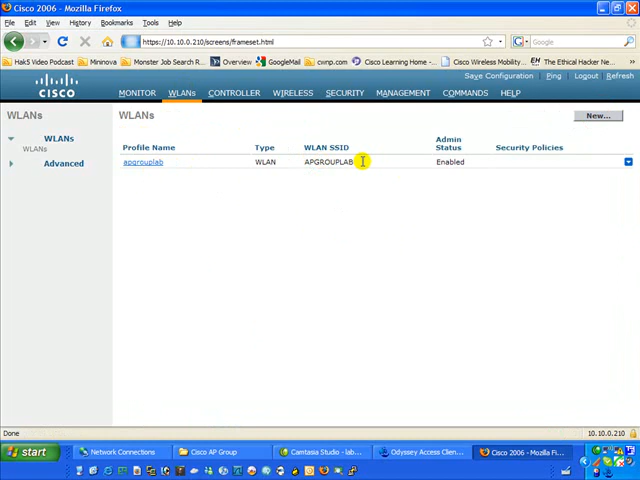 Cisco 2006 - Mozilla Firefox
File Edit View History Bookmarks Tools Help
https://10.10.0.210/screens/frameset.html
Google
Hak5 Video Podcast Mininova Monster Job Search R... Overview GoogleMail cwnp.com Cisco Learning Home -... Cisco Wireless Mobility... EH The Ethical Hacker Ne...
Save Configuration Ping Logout Refresh
CISCO MONITOR WLANs CONTROLLER WIRELESS SECURITY MANAGEMENT COMMANDS HELP
WLANs
WLANs
WLANs
Advanced
WLANs
New...
Profile Name Type WLAN SSID Admin Status Security Policies
apgrouplab WLAN APGROUPLAB Enabled
Done
10.10.0.210
start Network Connections Cisco AP Group Camtasia Studio - lab... Odyssey Access Clien... Cisco 2006 - Mozilla Fi...